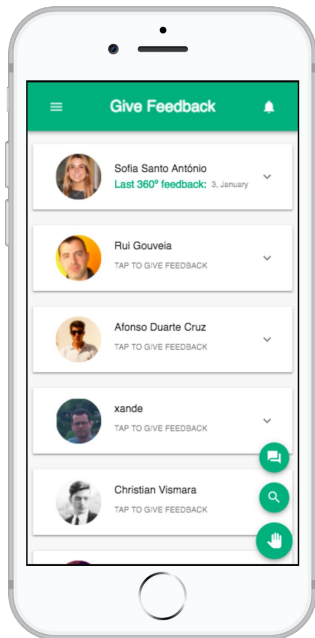 Give Feedback
Sofia Santo António
Last 360º feedback: 3, January
Rui Gouveia
TAP TO GIVE FEEDBACK
Afonso Duarte Cruz
TAP TO GIVE FEEDBACK
xande
TAP TO GIVE FEEDBACK
Christian Vismara
TAP TO GIVE FEEDBACK